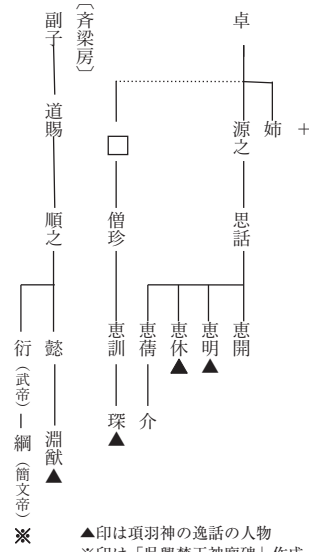 卓
姉
源之
思話
恵開
恵明▲
恵休▲
恵蒨
介
□
僧珍
恵訓
琛▲
〔斉梁房〕
副子
道賜
順之
懿
淵猷▲
衍（武帝）
綱（簡文帝）
※
▲印は項羽神の逸話の人物